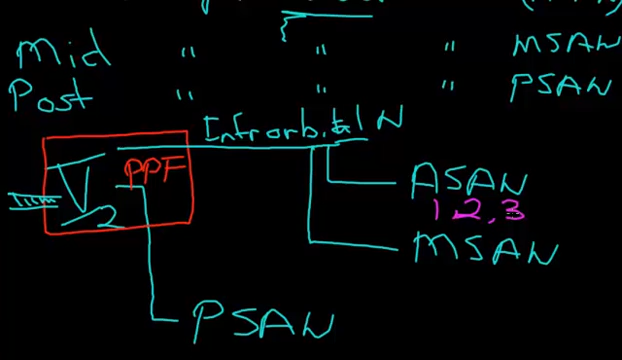 Mid " " " MSAN
Post " " " PSAN
Infraorbital N
V2 PPF
ASAN
1, 2, 3
MSAN
PSAN